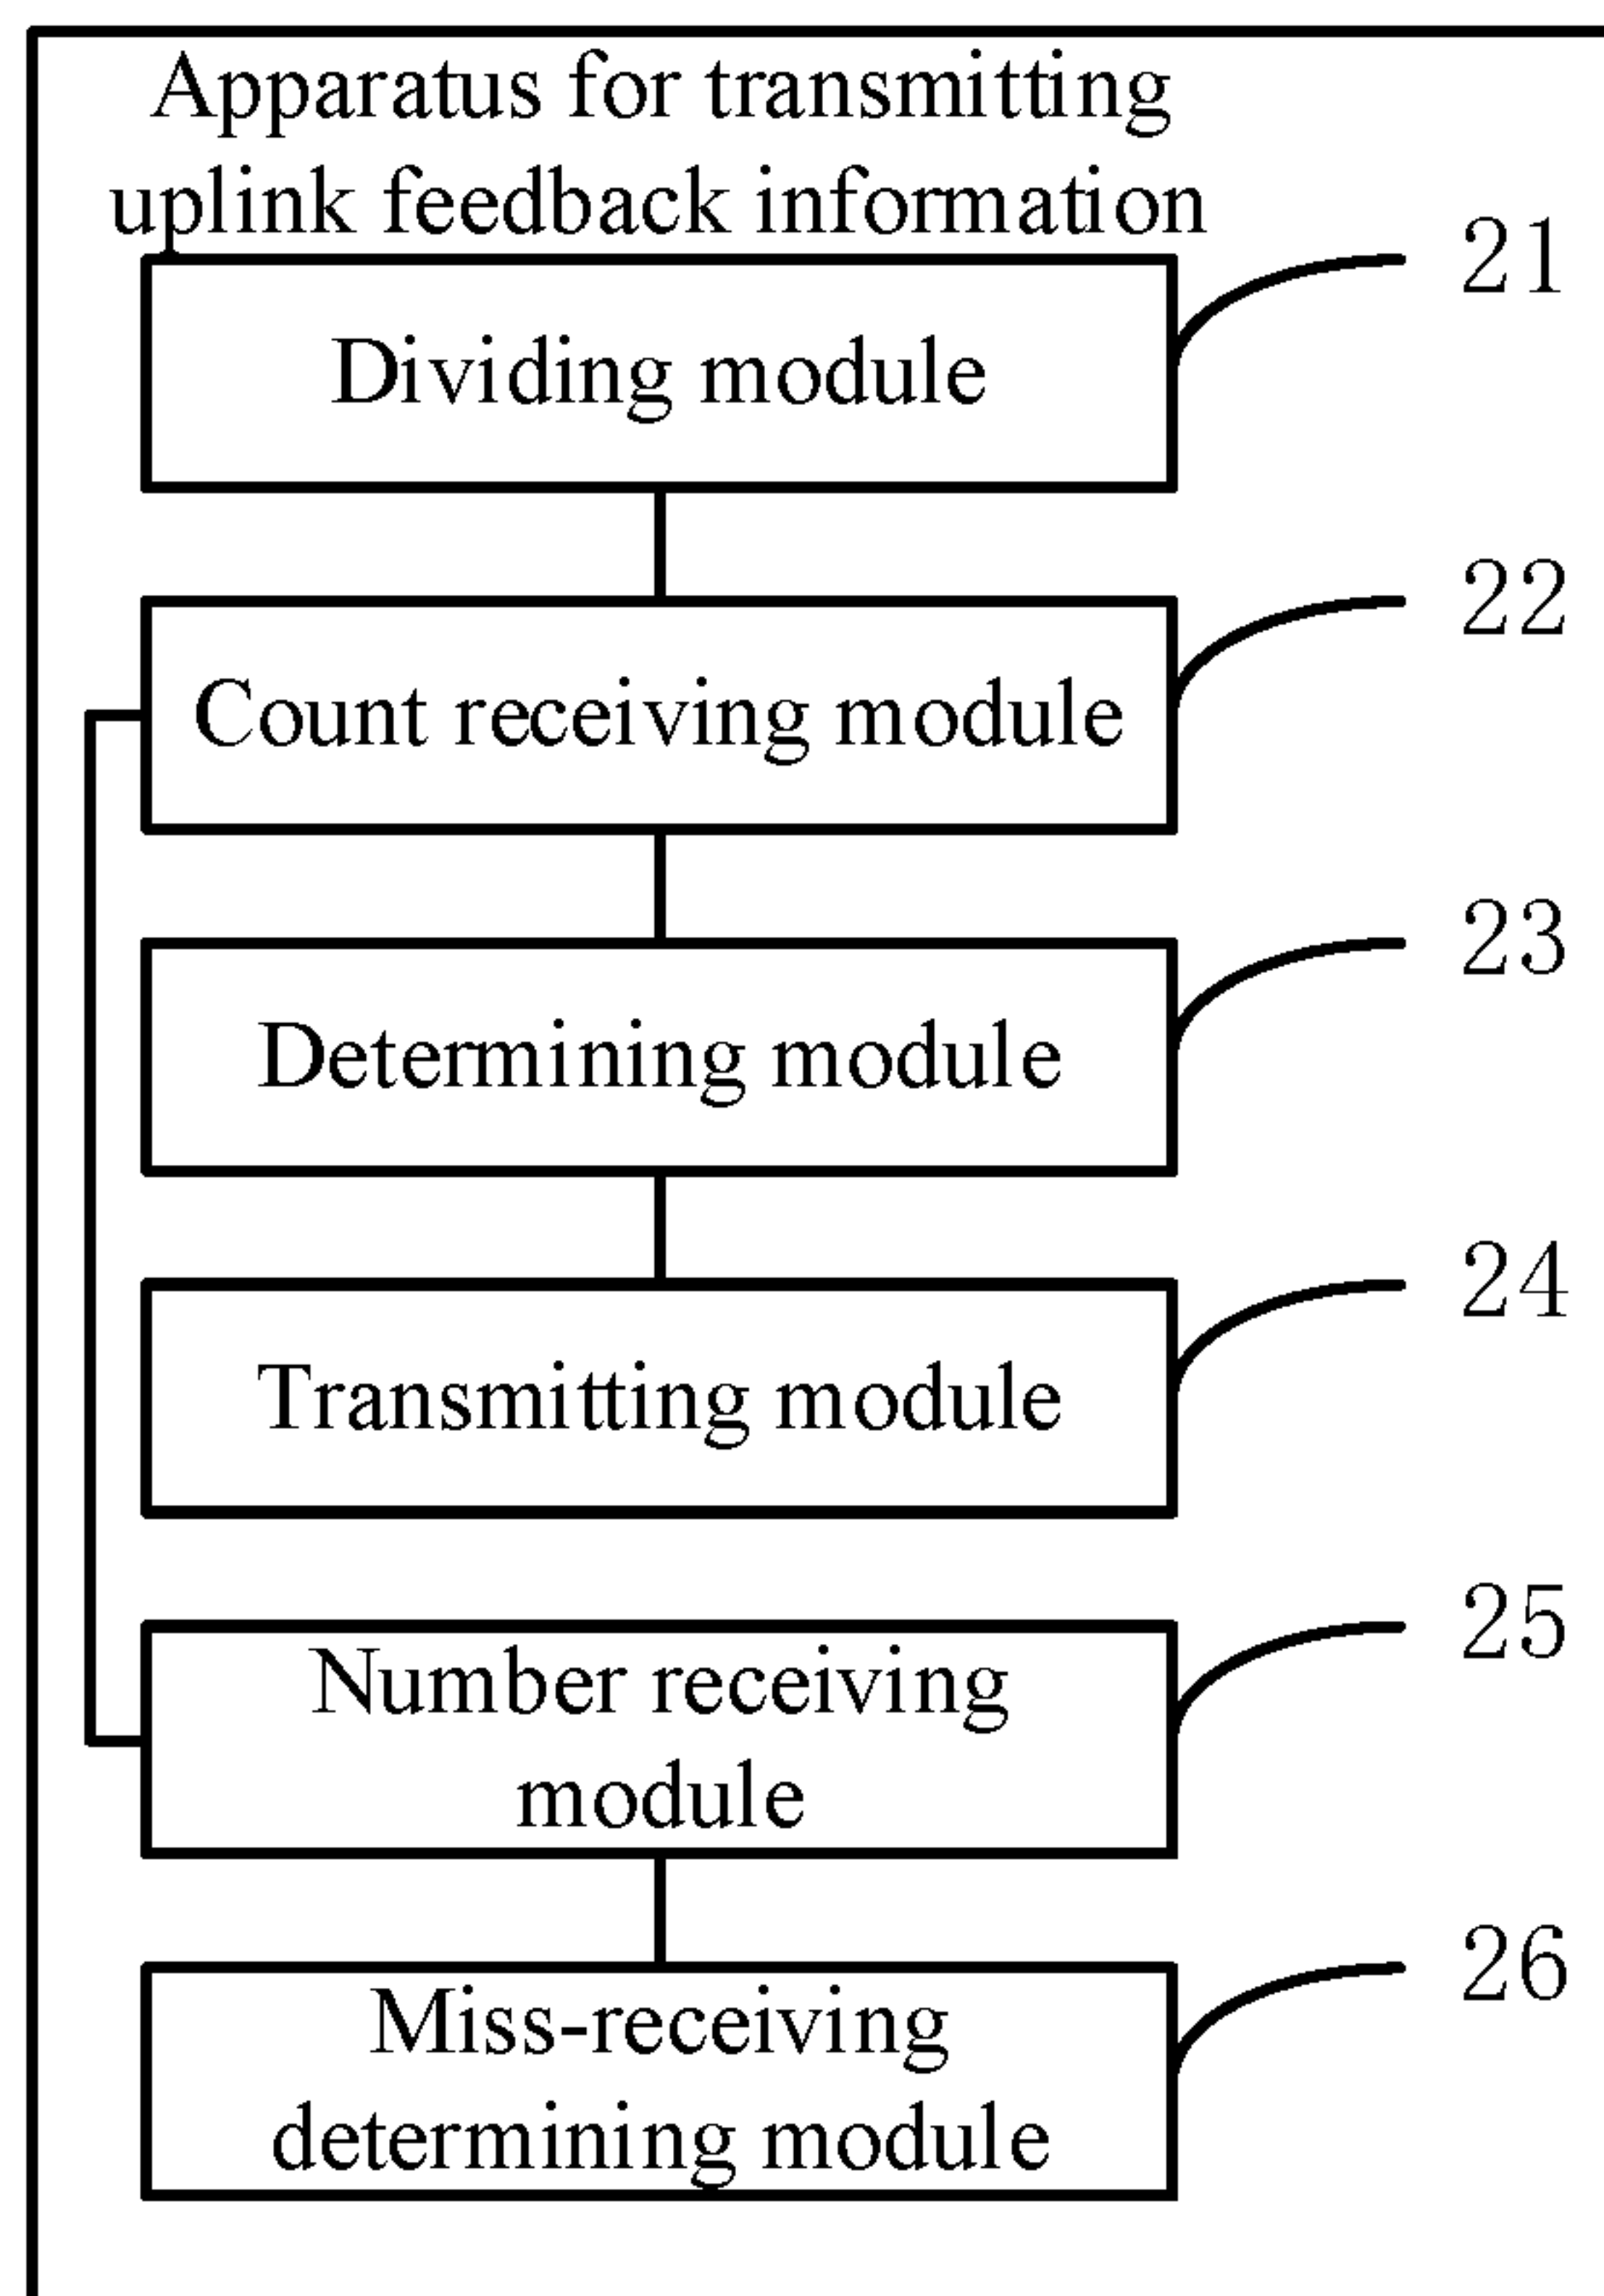 Apparatus for transmitting
uplink feedback information
21
Dividing module
22
Count receiving module
23
Determining module
24
Transmitting module
25
Number receiving
module
26
Miss-receiving
determining module